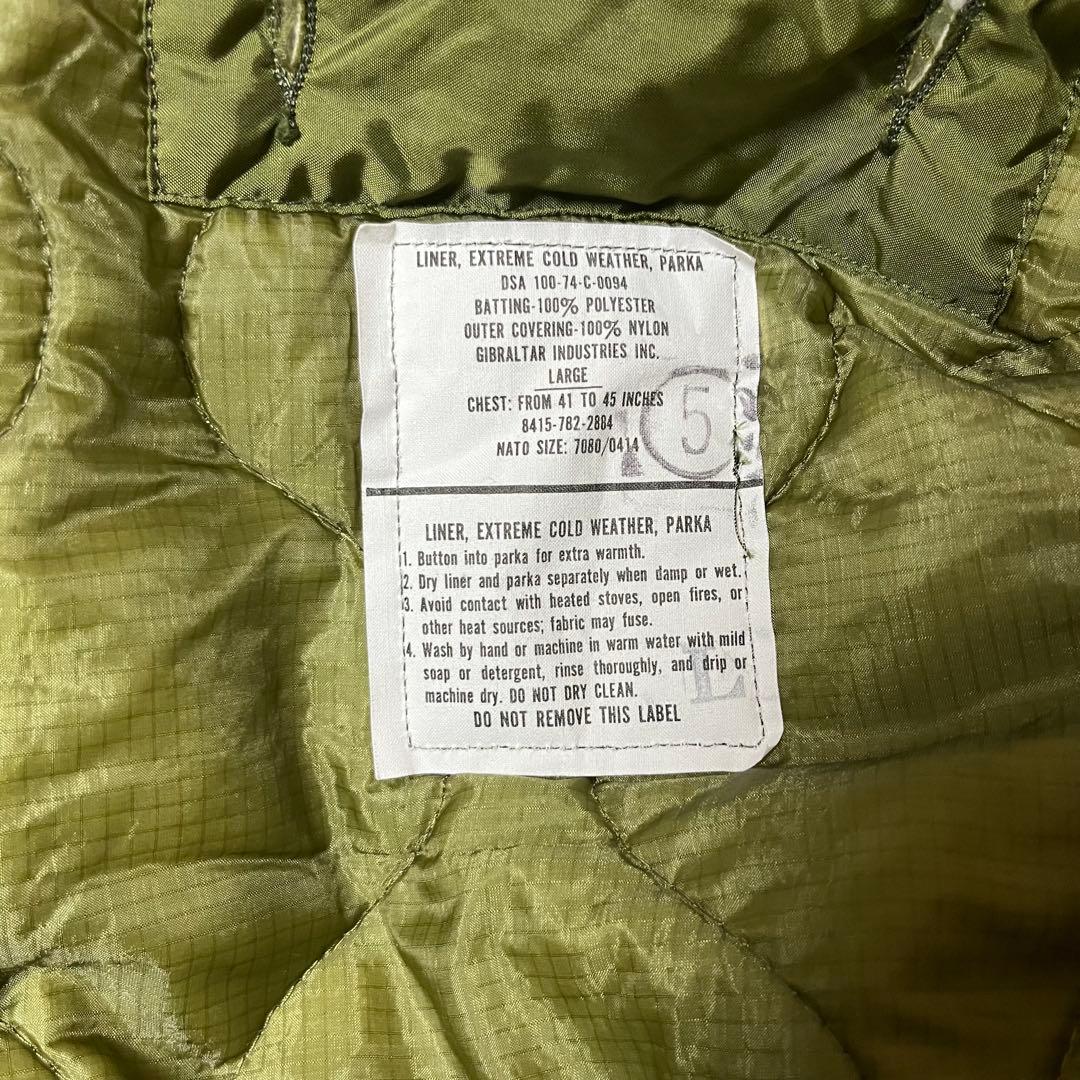 LINER, EXTREME COLD WEATHER, PARKA
DSA 100-74-C-0094
BATTING-100% POLYESTER
OUTER COVERING-100% NYLON
GIBRALTAR INDUSTRIES INC.
LARGE
CHEST: FROM 41 TO 45 INCHES
8415-782-2884
NATO SIZE: 7080/0414
5
LINER, EXTREME COLD WEATHER, PARKA
1. Button into parka for extra warmth.
2. Dry liner and parka separately when damp or wet.
3. Avoid contact with heated stoves, open fires, or
other heat sources; fabric may fuse.
4. Wash by hand or machine in warm water with mild
soap or detergent, rinse thoroughly, and drip or
machine dry. DO NOT DRY CLEAN.
L
DO NOT REMOVE THIS LABEL